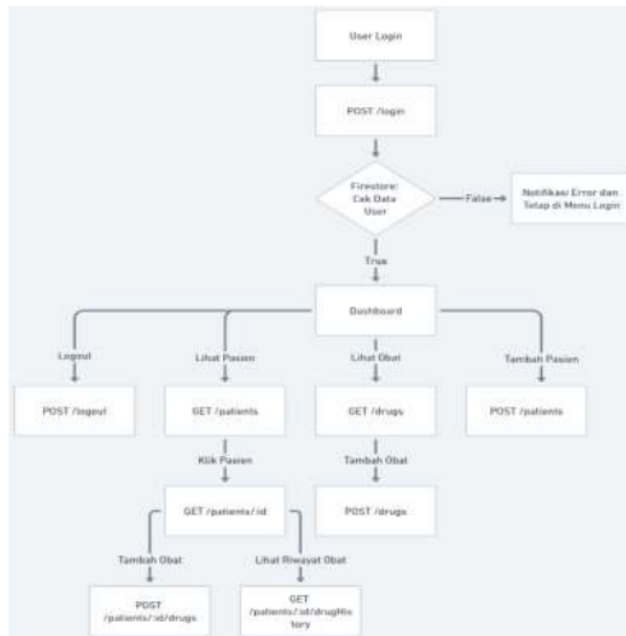 User Login
POST /login
Firestore:
Cek Data
User
False
Notifikasi Error dan
Tetap di Menu Login
True
Dashboard
Logout
Lihat Pasien
Lihat Obat
Tambah Pasien
POST /logout
GET /patients
GET /drugs
POST /patients
Klik Pasien
Tambah Obat
GET /patients/:id
POST /drugs
Tambah Obat
Lihat Riwayat Obat
POST
/patients/:id/drugs
GET
/patients/:id/drugHis
tory